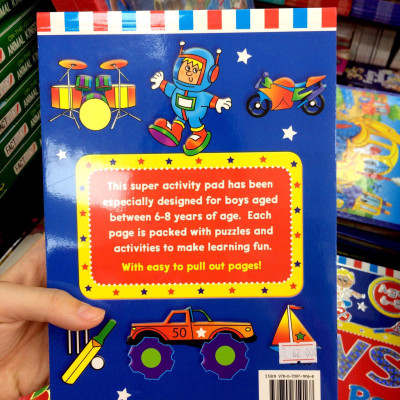 This super activity pad has been
especially designed for boys aged
between 6-8 years of age. Each
page is packed with puzzles and
activities to make learning fun.
With easy to pull out pages!
50